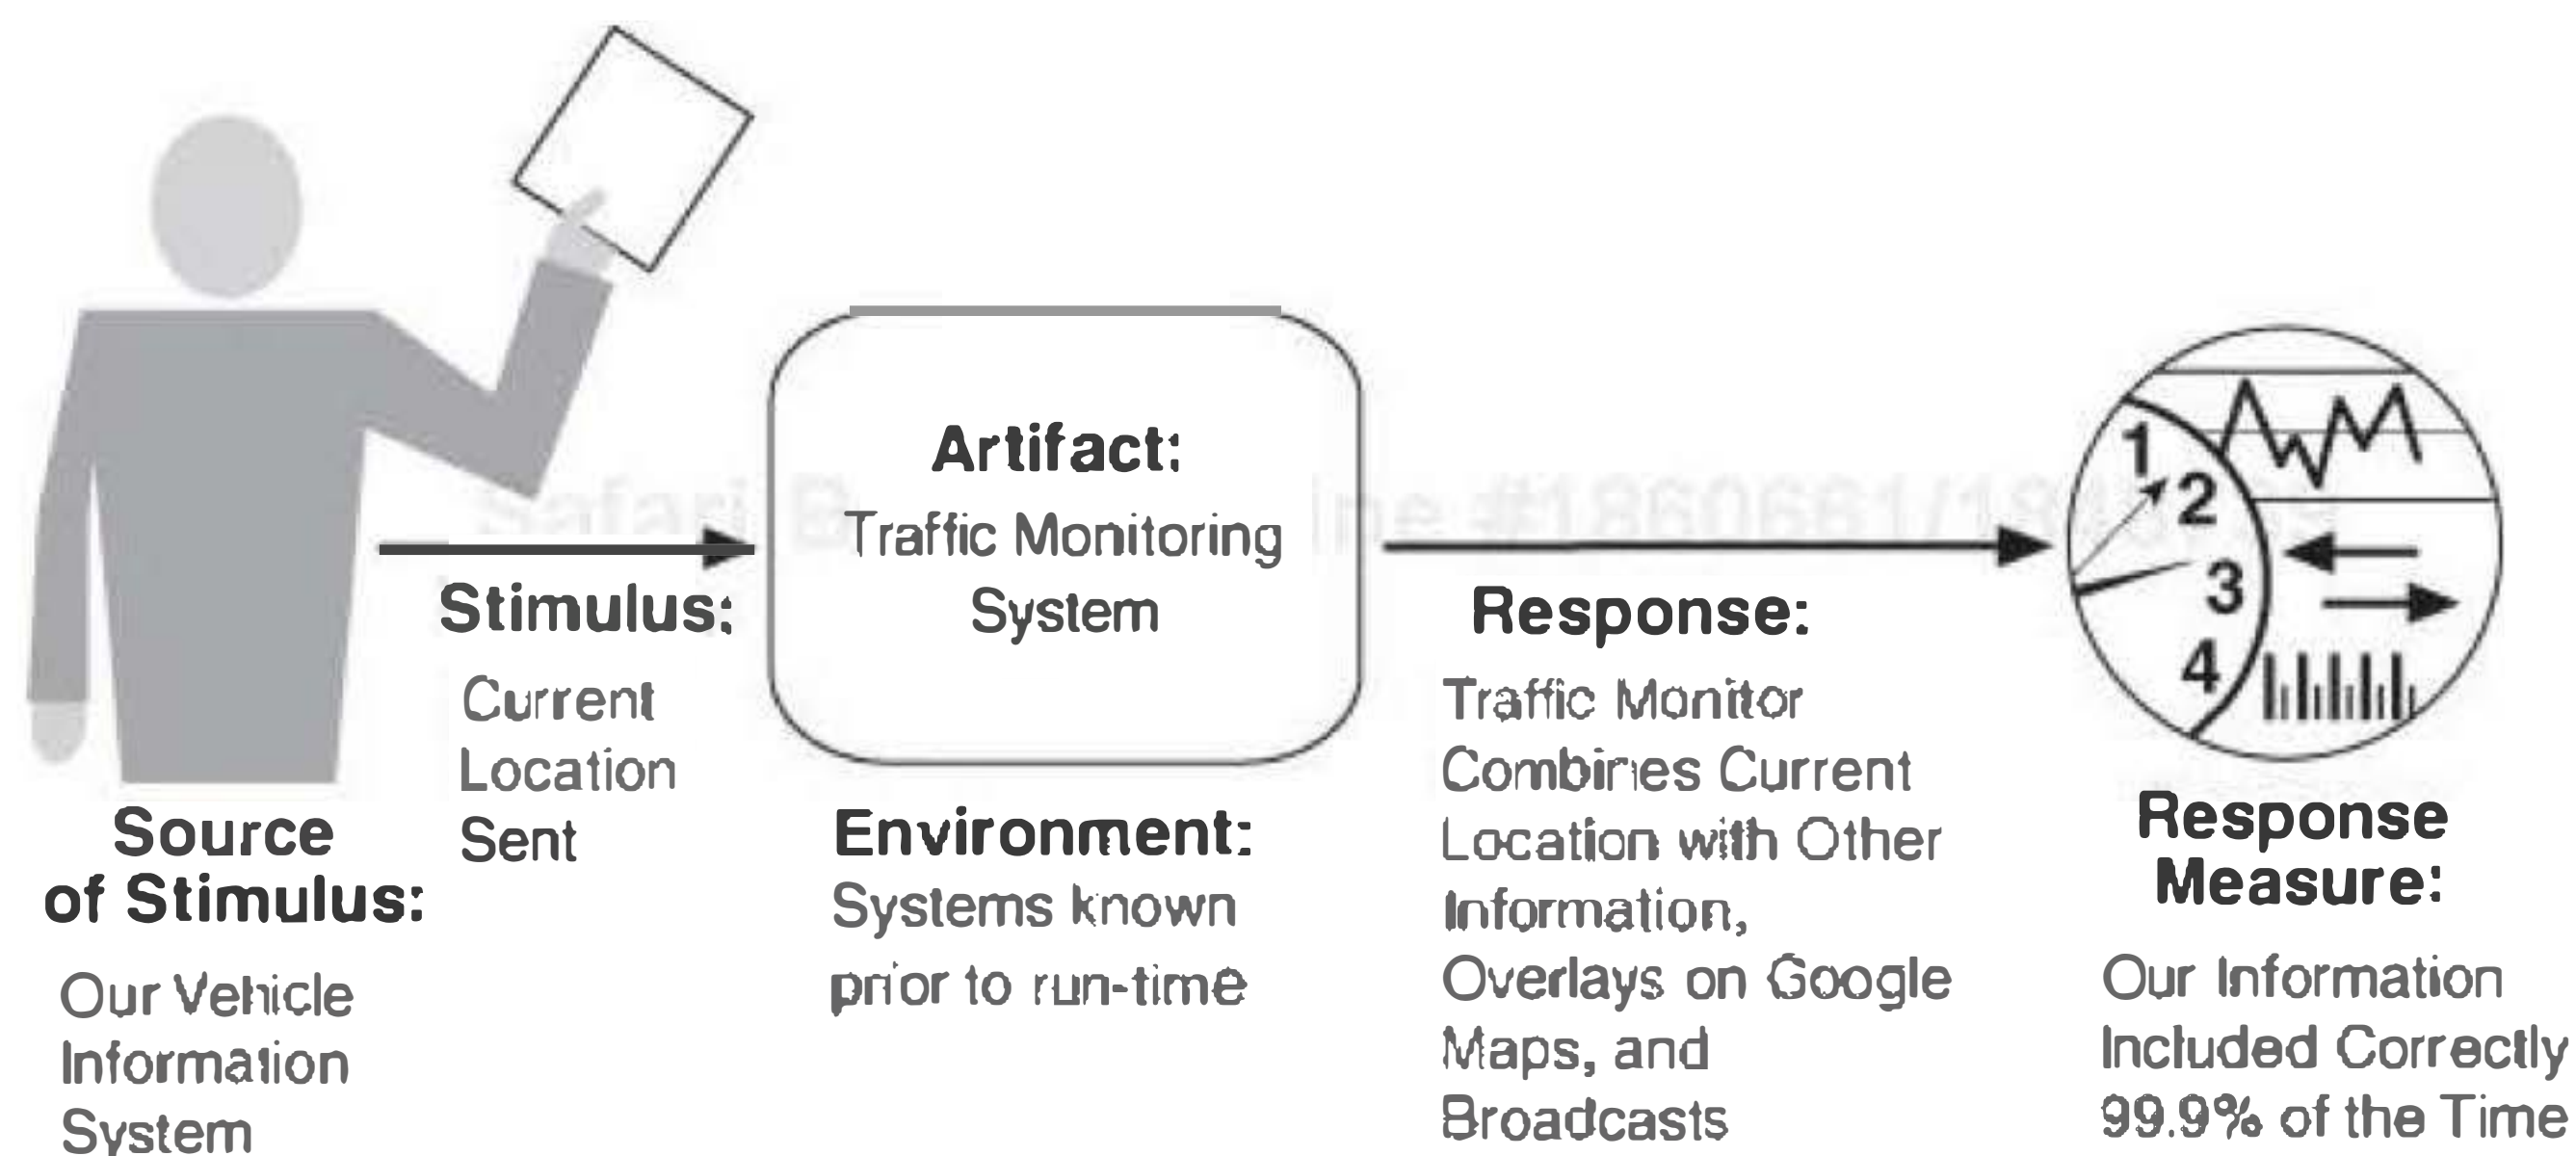 Artifact:
Traffic Monitoring
System
Stimulus:
Current
Location
Sent
Source
of Stimulus:
Our Vehicle
Information
System
Environment:
Systems known
prior to run-time
Response:
Traffic Monitor
Combines Current
Location with Other
Information,
Overlays on Google
Maps, and
Broadcasts
1
2
3
4
Response
Measure:
Our Information
Included Correctly
99.9% of the Time